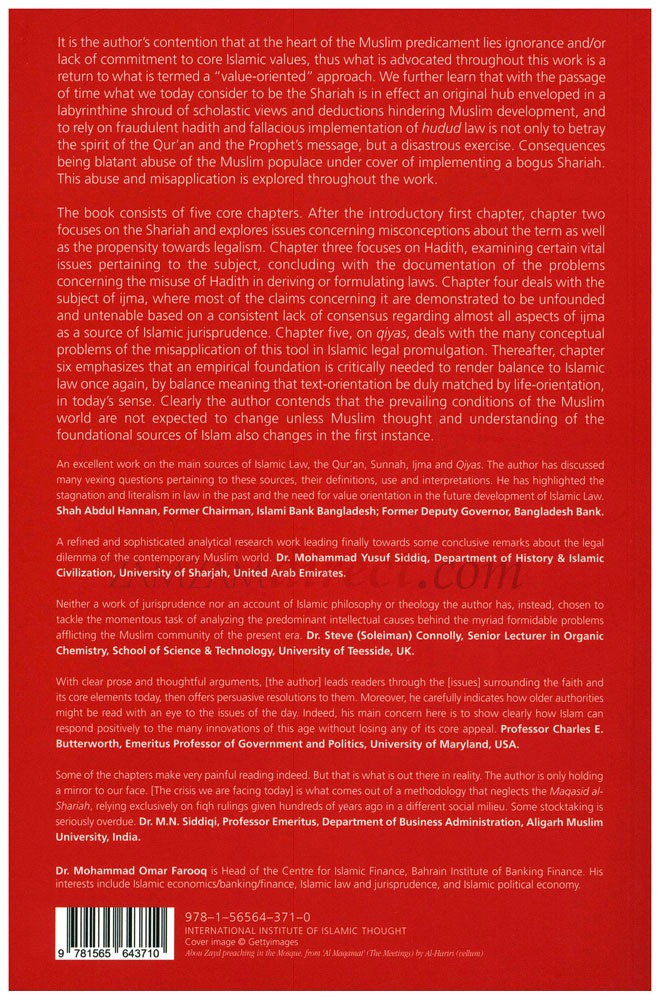 It is the author's contention that at the heart of the Muslim predicament lies ignorance and/or
lack of commitment to core Islamic values, thus what is advocated throughout this work is a
return to what is termed a “value-oriented” approach. We further learn that with the passage
of time what we today consider to be the Shariah is in effect an original hub enveloped in a
labyrinthine shroud of scholastic views and deductions hindering Muslim development, and
to rely on fraudulent hadith and fallacious implementation of hudud law is not only to betray
the spirit of the Qur'an and the Prophet's message, but a disastrous exercise. Consequences
being blatant abuse of the Muslim populace under cover of implementing a bogus Shariah.
This abuse and misapplication is explored throughout the work.
The book consists of five core chapters. After the introductory first chapter, chapter two
focuses on the Shariah and explores issues concerning misconceptions about the term as well
as the propensity towards legalism. Chapter three focuses on Hadith, examining certain vital
issues pertaining to the subject, concluding with the documentation of the problems
concerning the misuse of Hadith in deriving or formulating laws. Chapter four deals with the
subject of ijma, where most of the claims concerning it are demonstrated to be unfounded
and untenable based on a consistent lack of consensus regarding almost all aspects of ijma
as a source of Islamic jurisprudence. Chapter five, on qiyas, deals with the many conceptual
problems of the misapplication of this tool in Islamic legal promulgation. Thereafter, chapter
six emphasizes that an empirical foundation is critically needed to render balance to Islamic
law once again, by balance meaning that text-orientation be duly matched by life-orientation,
in today's sense. Clearly the author contends that the prevailing conditions of the Muslim
world are not expected to change unless Muslim thought and understanding of the
foundational sources of Islam also changes in the first instance.
An excellent work on the main sources of Islamic Law, the Qur'an, Sunnah, Ijma and Qiyas. The author has discussed
many vexing questions pertaining to these sources, their definitions, use and interpretations. He has highlighted the
stagnation and literalism in law in the past and the need for value orientation in the future development of Islamic Law.
Shah Abdul Hannan, Former Chairman, Islami Bank Bangladesh; Former Deputy Governor, Bangladesh Bank.
A refined and sophisticated analytical research work leading finally towards some conclusive remarks about the legal
dilemma of the contemporary Muslim world. Dr. Mohammad Yusuf Siddiq, Department of History & Islamic
Civilization, University of Sharjah, United Arab Emirates.
Neither a work of jurisprudence nor an account of Islamic philosophy or theology the author has, instead, chosen to
tackle the momentous task of analyzing the predominant intellectual causes behind the myriad formidable problems
afflicting the Muslim community of the present era. Dr. Steve (Soleiman) Connolly, Senior Lecturer in Organic
Chemistry, School of Science & Technology, University of Teesside, UK.
With clear prose and thoughtful arguments, [the author] leads readers through the [issues] surrounding the faith and
its core elements today, then offers persuasive resolutions to them. Moreover, he carefully indicates how older authorities
might be read with an eye to the issues of the day. Indeed, his main concern here is to show clearly how Islam can
respond positively to the many innovations of this age without losing any of its core appeal. Professor Charles E.
Butterworth, Emeritus Professor of Government and Politics, University of Maryland, USA.
Some of the chapters make very painful reading indeed. But that is what is out there in reality. The author is only holding
a mirror to our face. [The crisis we are facing today] is what comes out of a methodology that neglects the Maqasid al-
Shariah, relying exclusively on fiqh rulings given hundreds of years ago in a different social milieu. Some stocktaking is
seriously overdue. Dr. M.N. Siddiqi, Professor Emeritus, Department of Business Administration, Aligarh Muslim
University, India.
Dr. Mohammad Omar Farooq is Head of the Centre for Islamic Finance, Bahrain Institute of Banking Finance. His
interests include Islamic economics/banking/finance, Islamic law and jurisprudence, and Islamic political economy.
978–1–56564–371–0
INTERNATIONAL INSTITUTE OF ISLAMIC THOUGHT
Cover image © Gettyimages
Abou Zayd preaching in the Mosque, from 'Al Maqamat' (The Meetings) by Al-Hariri (vellum)
9 781565 643710